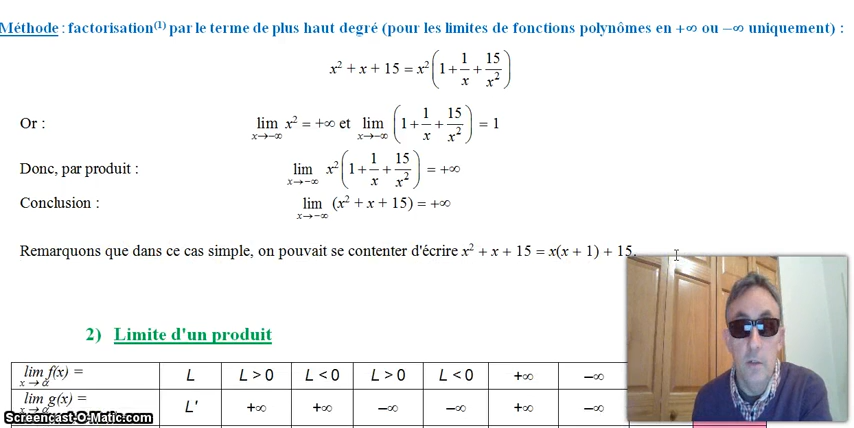 Méthode : factorisation(1) par le terme de plus haut degré (pour les limites de fonctions polynômes en +∞ ou −∞ uniquement) :
x² + x + 15 = x²(1 + 1/x + 15/x²)
Or : lim x→−∞ x² = +∞ et lim x→−∞ (1 + 1/x + 15/x²) = 1
Donc, par produit : lim x→−∞ x²(1 + 1/x + 15/x²) = +∞
Conclusion : lim x→−∞ (x² + x + 15) = +∞
Remarquons que dans ce cas simple, on pouvait se contenter d'écrire x² + x + 15 = x(x + 1) + 15.
2) Limite d'un produit
lim x→α f(x) = L L > 0 L < 0 L > 0 L < 0 +∞ −∞
lim g(x) = L' +∞ +∞ −∞ −∞ +∞ −∞
Screencast-O-Matic.com